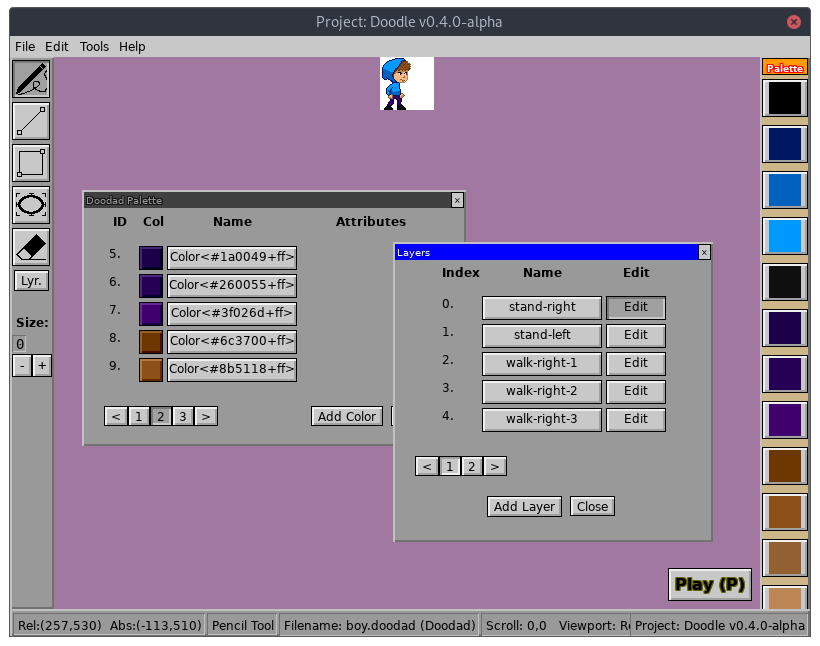 Project: Doodle v0.4.0-alpha
File Edit Tools Help
Palette
Doodad Palette
ID Col Name Attributes
5. Color<#1a0049+ff>
6. Color<#260055+ff>
7. Color<#3f026d+ff>
8. Color<#6c3700+ff>
9. Color<#8b5118+ff>
< 1 2 3 > Add Color
Layers
Index Name Edit
0. stand-right Edit
1. stand-left Edit
2. walk-right-1 Edit
3. walk-right-2 Edit
4. walk-right-3 Edit
< 1 2 >
Add Layer Close
Lyr.
Size:
0
- +
Play (P)
Rel:(257,530) Abs:(-113,510) Pencil Tool Filename: boy.doodad (Doodad) Scroll: 0,0 Viewport: Project: Doodle v0.4.0-alpha